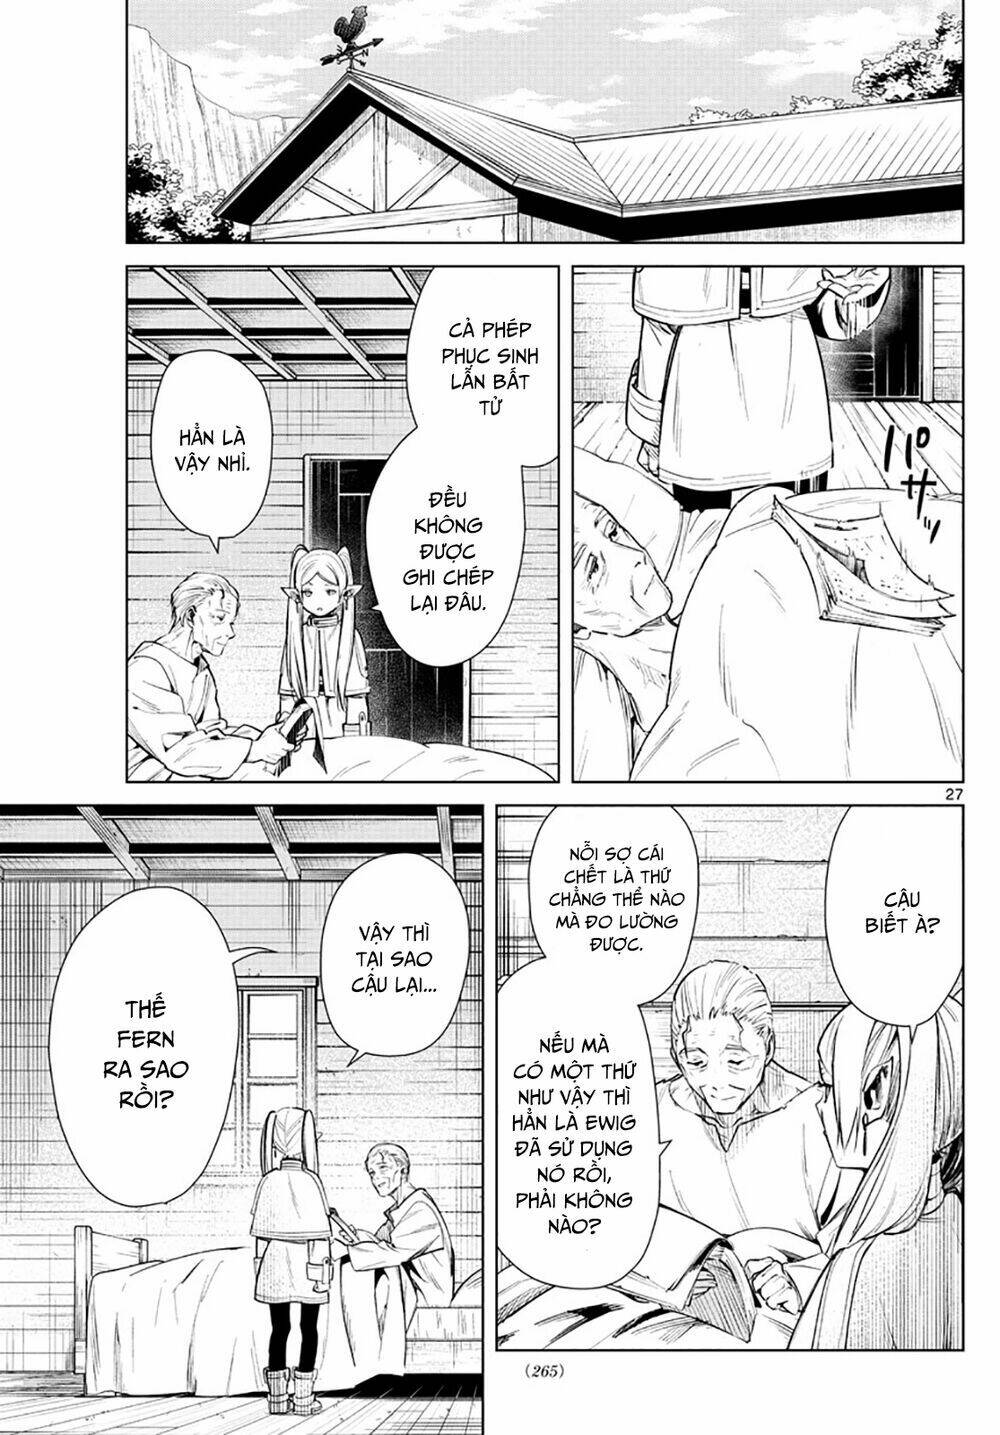 パサッ
CẢ PHÉP
PHỤC SINH
LẪN BẤT
TỬ
ĐỀU
KHÔNG
ĐƯỢC
GHI CHÉP
LẠI ĐÂU.
HẲN LÀ
VẬY NHỈ.
27
CẬU
BIẾT À?
NỖI SỢ CÁI
CHẾT LÀ THỨ
CHẲNG THỂ NÀO
MÀ ĐO LƯỜNG
ĐƯỢC.
NẾU MÀ
CÓ MỘT THỨ
NHƯ VẬY THÌ
HẲN LÀ EWIG
ĐÃ SỬ DỤNG
NÓ RỒI,
PHẢI KHÔNG
NÀO?
VẬY THÌ
TẠI SAO
CẬU LẠI...
THẾ
FERN
RA SAO
RỒI?
(265)